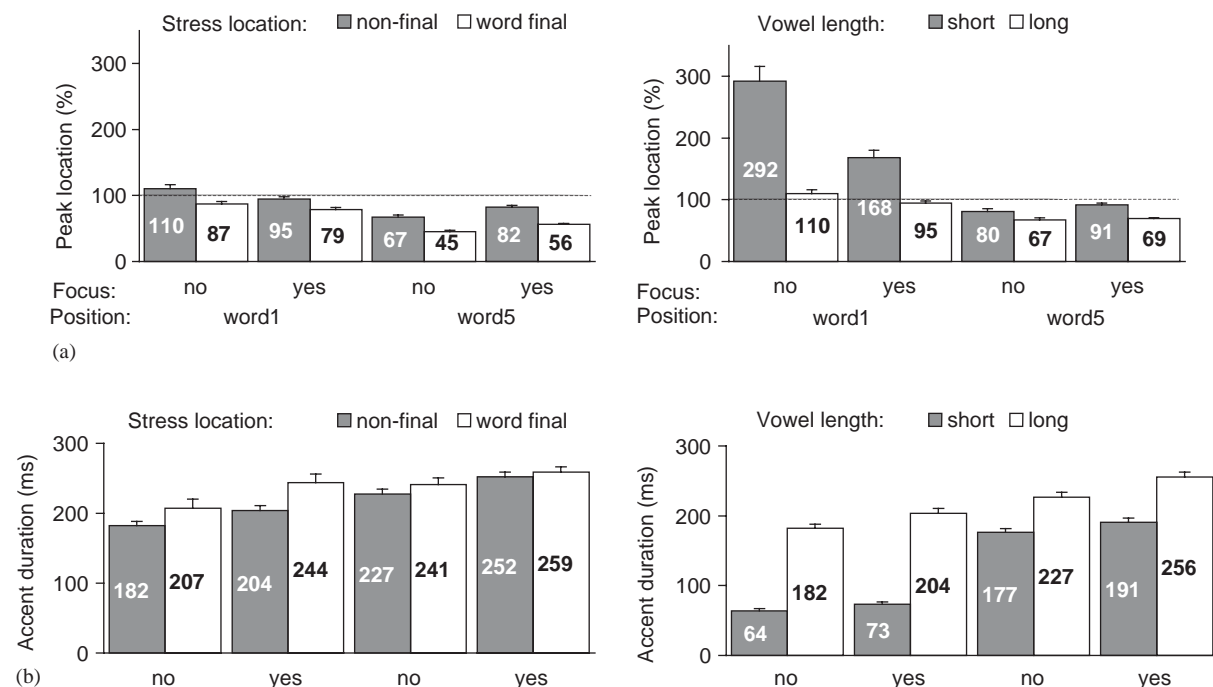 (a)
Stress location: non-final word final
Peak location (%)
300
200
100
0
110 87 95 79 67 45 82 56
Focus: no yes no yes
Position: word1 word5
Vowel length: short long
Peak location (%)
300
200
100
0
292 110 168 95 80 67 91 69
Focus: no yes no yes
Position: word1 word5
(b)
Stress location: non-final word final
Accent duration (ms)
300
200
100
0
182 207 204 244 227 241 252 259
no yes no yes
Vowel length: short long
Accent duration (ms)
300
200
100
0
64 182 73 204 177 227 191 256
no yes no yes